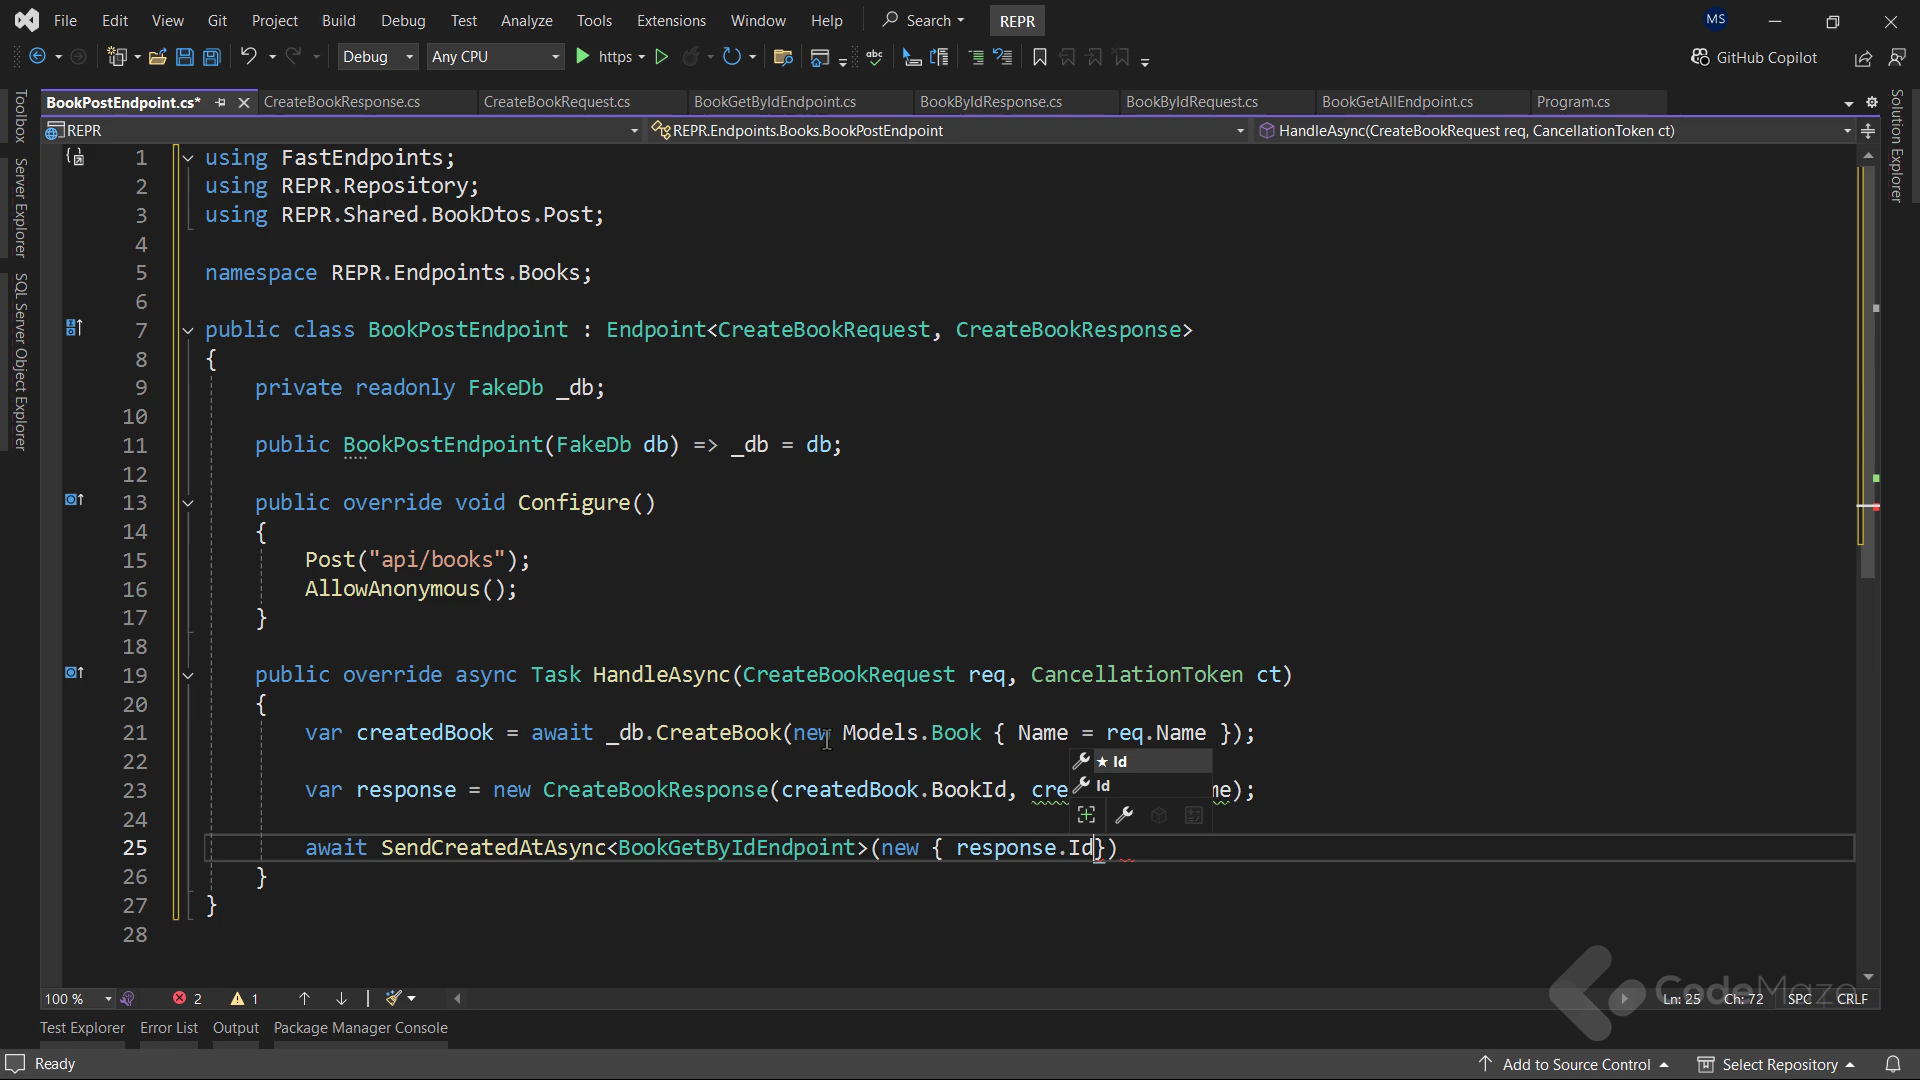 File Edit View Git Project Build Debug Test Analyze Tools Extensions Window Help Search REPR MS
Debug Any CPU https GitHub Copilot
BookPostEndpoint.cs* CreateBookResponse.cs CreateBookRequest.cs BookGetByIdEndpoint.cs BookByIdResponse.cs BookByIdRequest.cs BookGetAllEndpoint.cs Program.cs
REPR REPR.Endpoints.Books.BookPostEndpoint HandleAsync(CreateBookRequest req, CancellationToken ct)
Toolbox
Server Explorer
SQL Server Object Explorer
Solution Explorer
1 using FastEndpoints;
2 using REPR.Repository;
3 using REPR.Shared.BookDtos.Post;
4
5 namespace REPR.Endpoints.Books;
6
7 public class BookPostEndpoint : Endpoint<CreateBookRequest, CreateBookResponse>
8 {
9 private readonly FakeDb _db;
10
11 public BookPostEndpoint(FakeDb db) => _db = db;
12
13 public override void Configure()
14 {
15 Post("api/books");
16 AllowAnonymous();
17 }
18
19 public override async Task HandleAsync(CreateBookRequest req, CancellationToken ct)
20 {
21 var createdBook = await _db.CreateBook(new Models.Book { Name = req.Name });
22
★ Id
Id
23 var response = new CreateBookResponse(createdBook.BookId, cre me);
24
25 await SendCreatedAtAsync<BookGetByIdEndpoint>(new { response.Id})
26 }
27 }
28
100 % 2 1 Ln: 25 Ch: 72 SPC CRLF
CodeMaze
Test Explorer Error List Output Package Manager Console
Ready Add to Source Control Select Repository